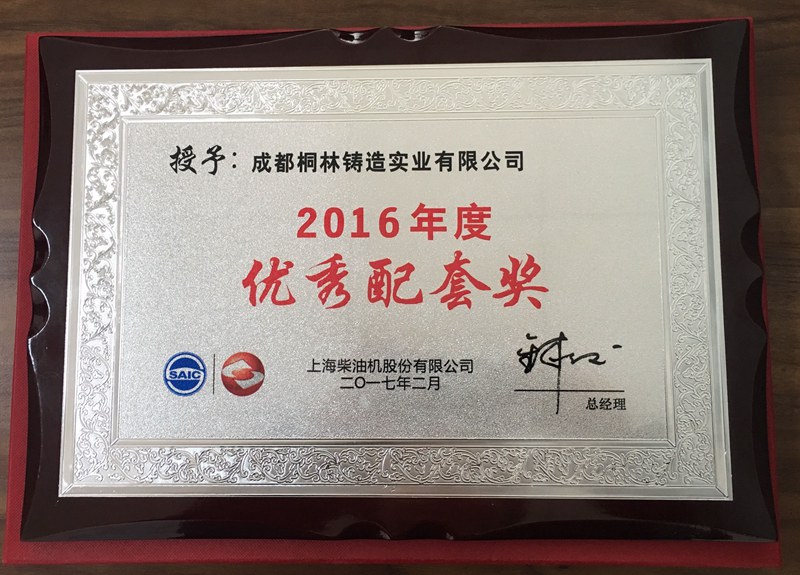 授予：成都桐林铸造实业有限公司
2016年度
优秀配套奖
SAIC
上海柴油机股份有限公司
二〇一七年二月
总经理